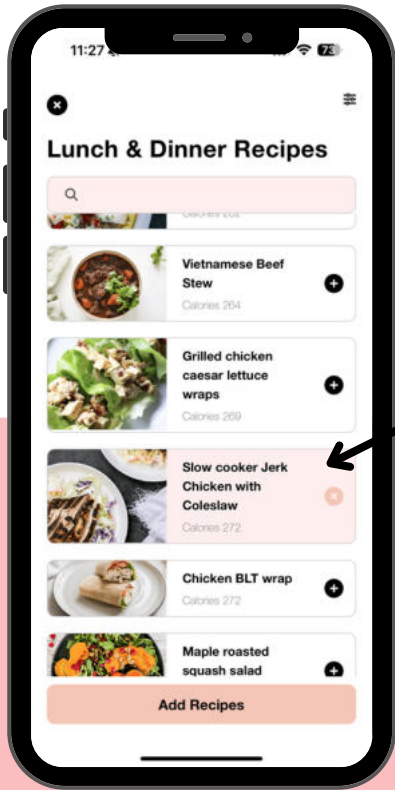 11:27
73
Lunch & Dinner Recipes
Vietnamese Beef
Stew
Calories 264
Grilled chicken
caesar lettuce
wraps
Calories 269
Slow cooker Jerk
Chicken with
Coleslaw
Calories 272
Chicken BLT wrap
Calories 272
Maple roasted
squash salad
Add Recipes